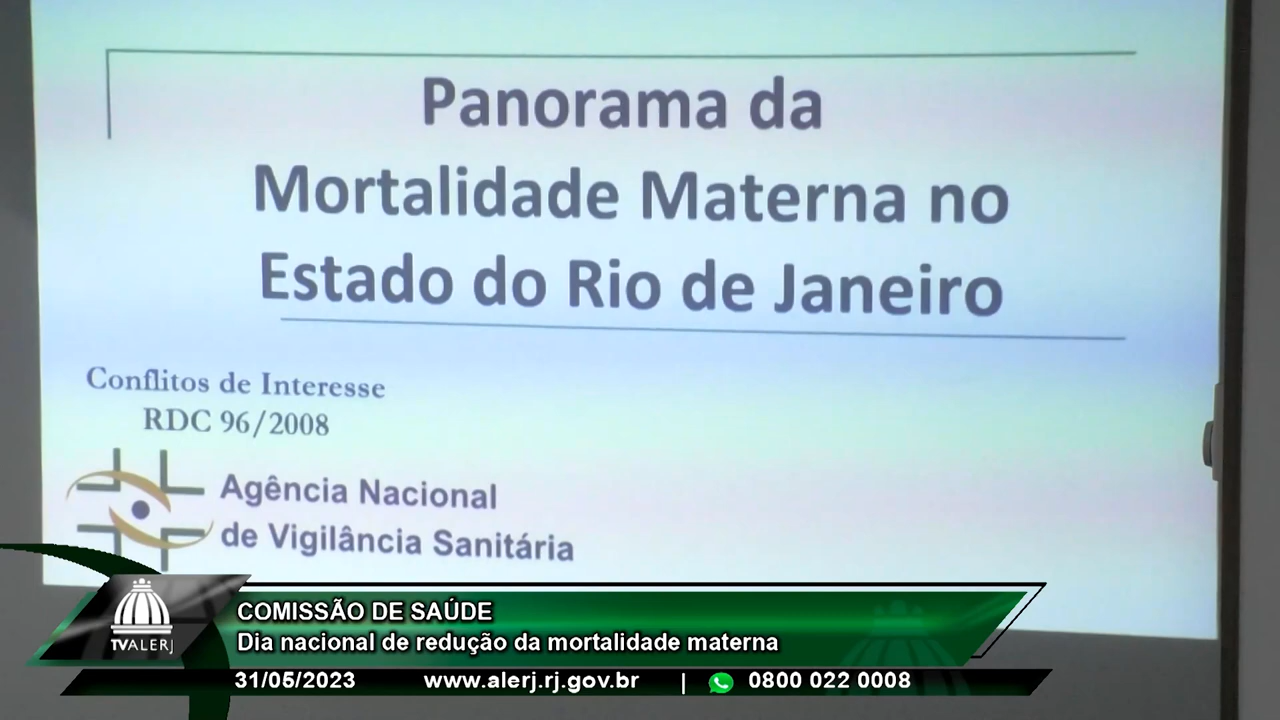 Panorama da
Mortalidade Materna no
Estado do Rio de Janeiro
Conflitos de Interesse
RDC 96/2008
Agência Nacional
de Vigilância Sanitária
COMISSÃO DE SAÚDE
Dia nacional de redução da mortalidade materna
TVALERJ
31/05/2023 www.alerj.rj.gov.br | 0800 022 0008